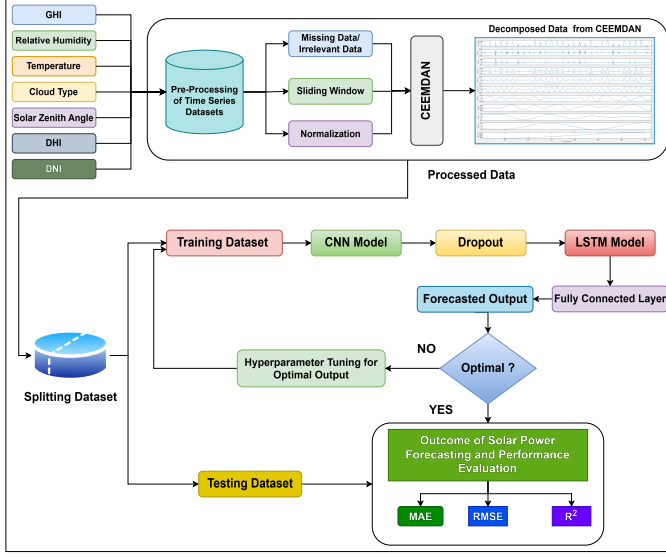 GHI
Relative Humidity
Temperature
Cloud Type
Solar Zenith Angle
DHI
DNI
Pre-Processing
of Time Series
Datasets
Missing Data/
Irrelevant Data
Sliding Window
Normalization
CEEMDAN
Decomposed Data from CEEMDAN
Processed Data
Training Dataset
CNN Model
Dropout
LSTM Model
Fully Connected Layer
Forecasted Output
Optimal ?
NO
YES
Hyperparameter Tuning for
Optimal Output
Splitting Dataset
Testing Dataset
Outcome of Solar Power
Forecasting and Performance
Evaluation
MAE
RMSE
R²